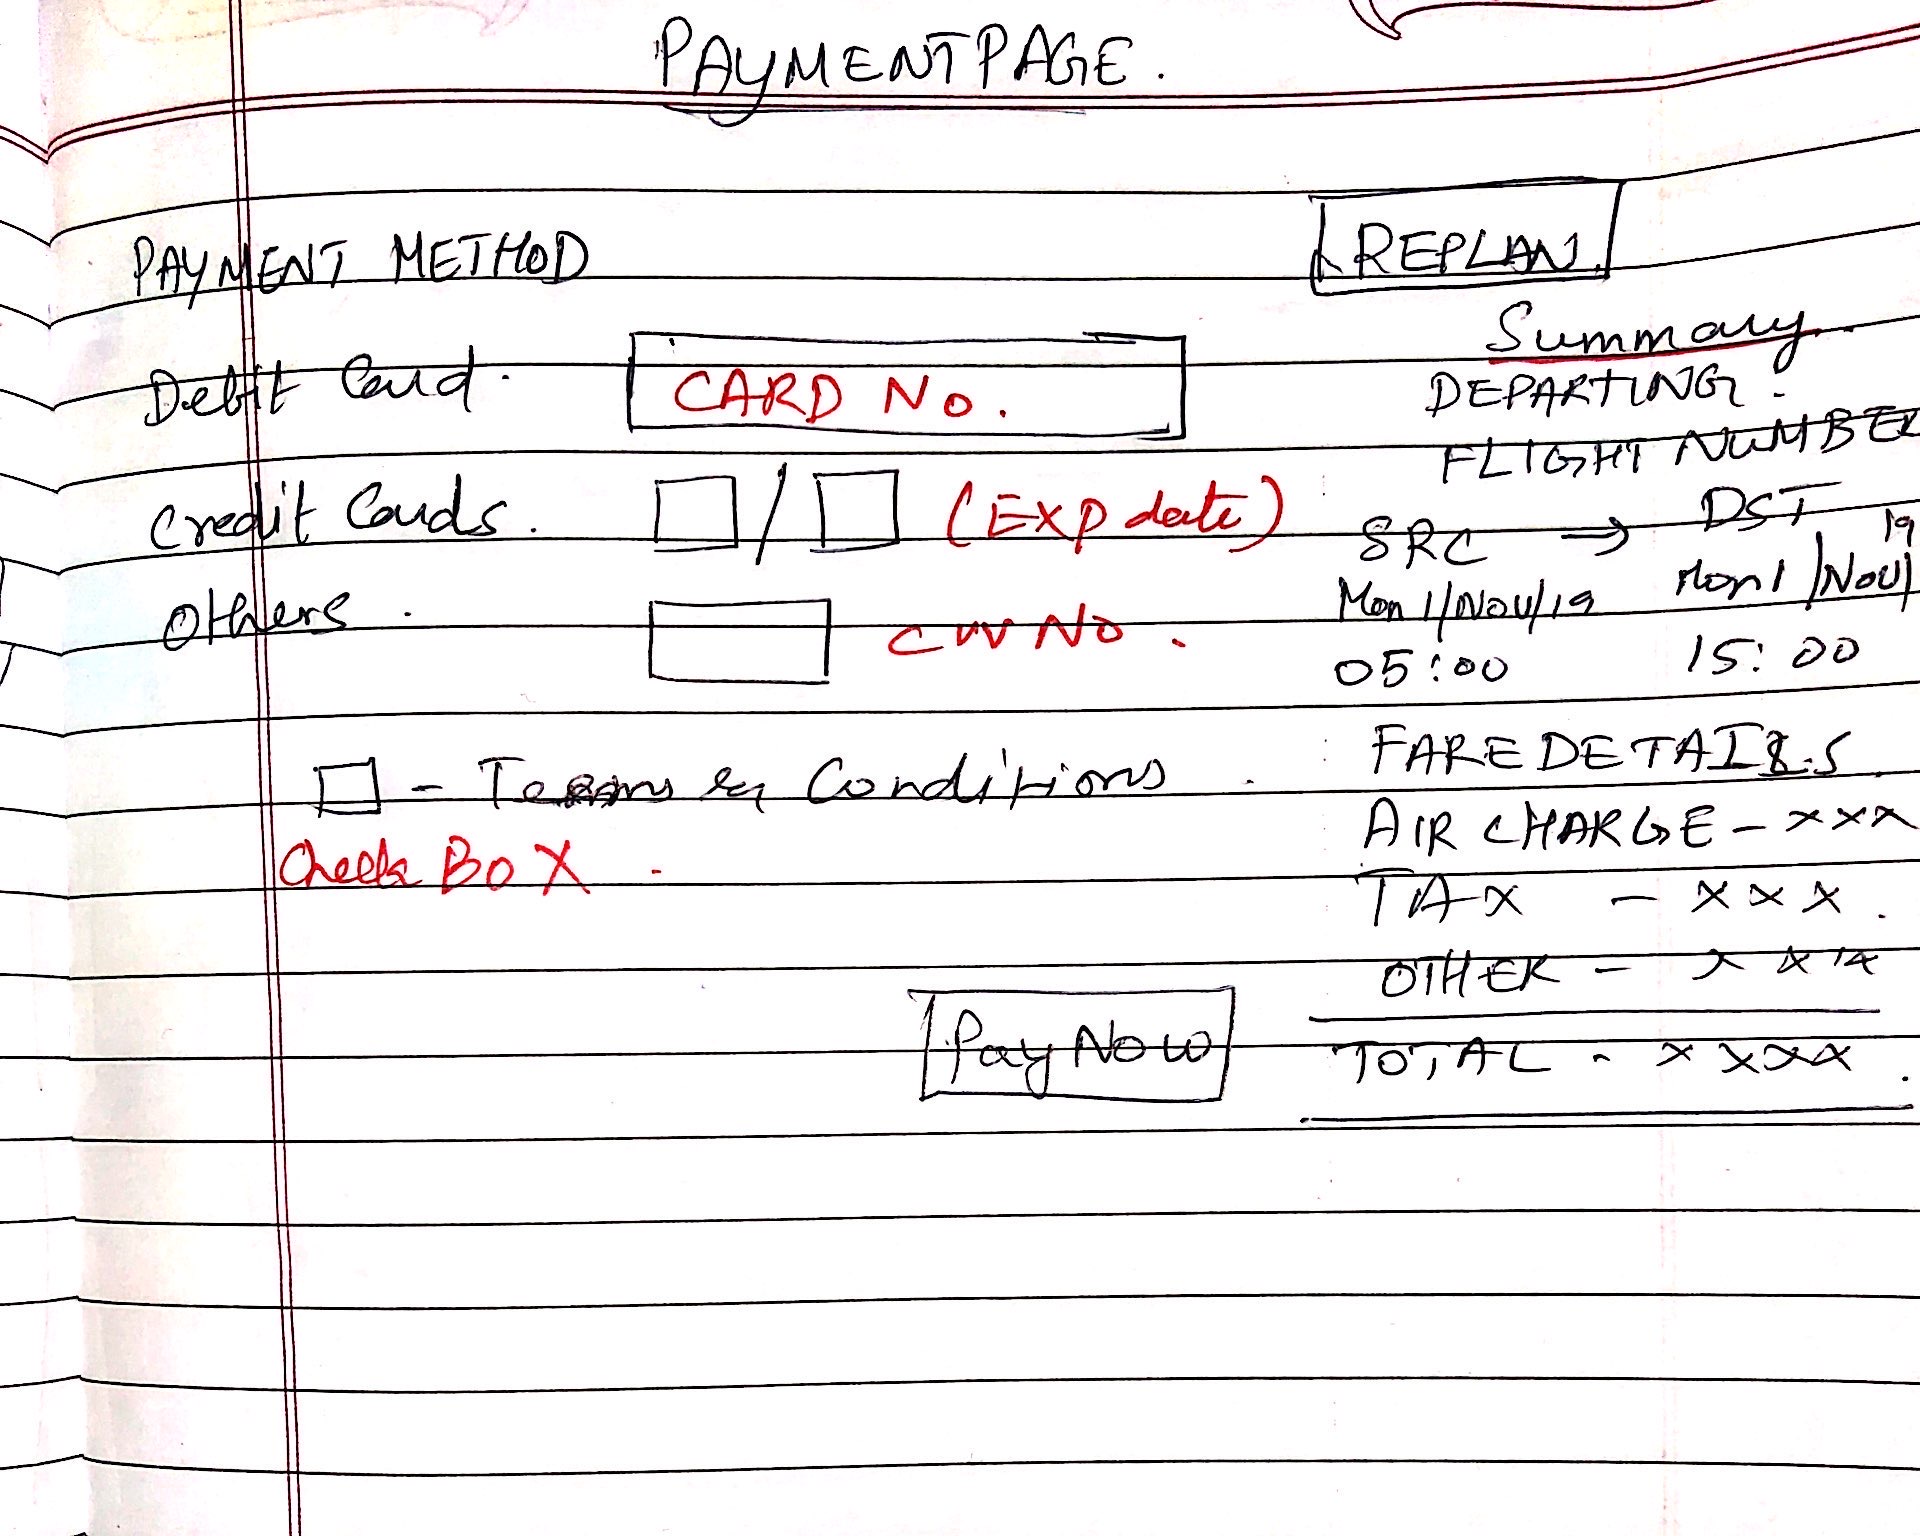 PAYMENT PAGE.
PAYMENT METHOD
REPLAN.
Debit Card.
CARD No.
Credit Cards.
/ (EXP date)
Others.
CVV No.
- Terms & Conditions.
Check BOX.
Pay Now
Summary.
DEPARTING.
FLIGHT NUMBER
SRC → DST
Mon 1/Nov/19 Mon 1/Nov/19
05:00 15:00
FARE DETAILS.
AIR CHARGE - xxx
TAX - xxx.
OTHER - xxx
TOTAL - xxxx.